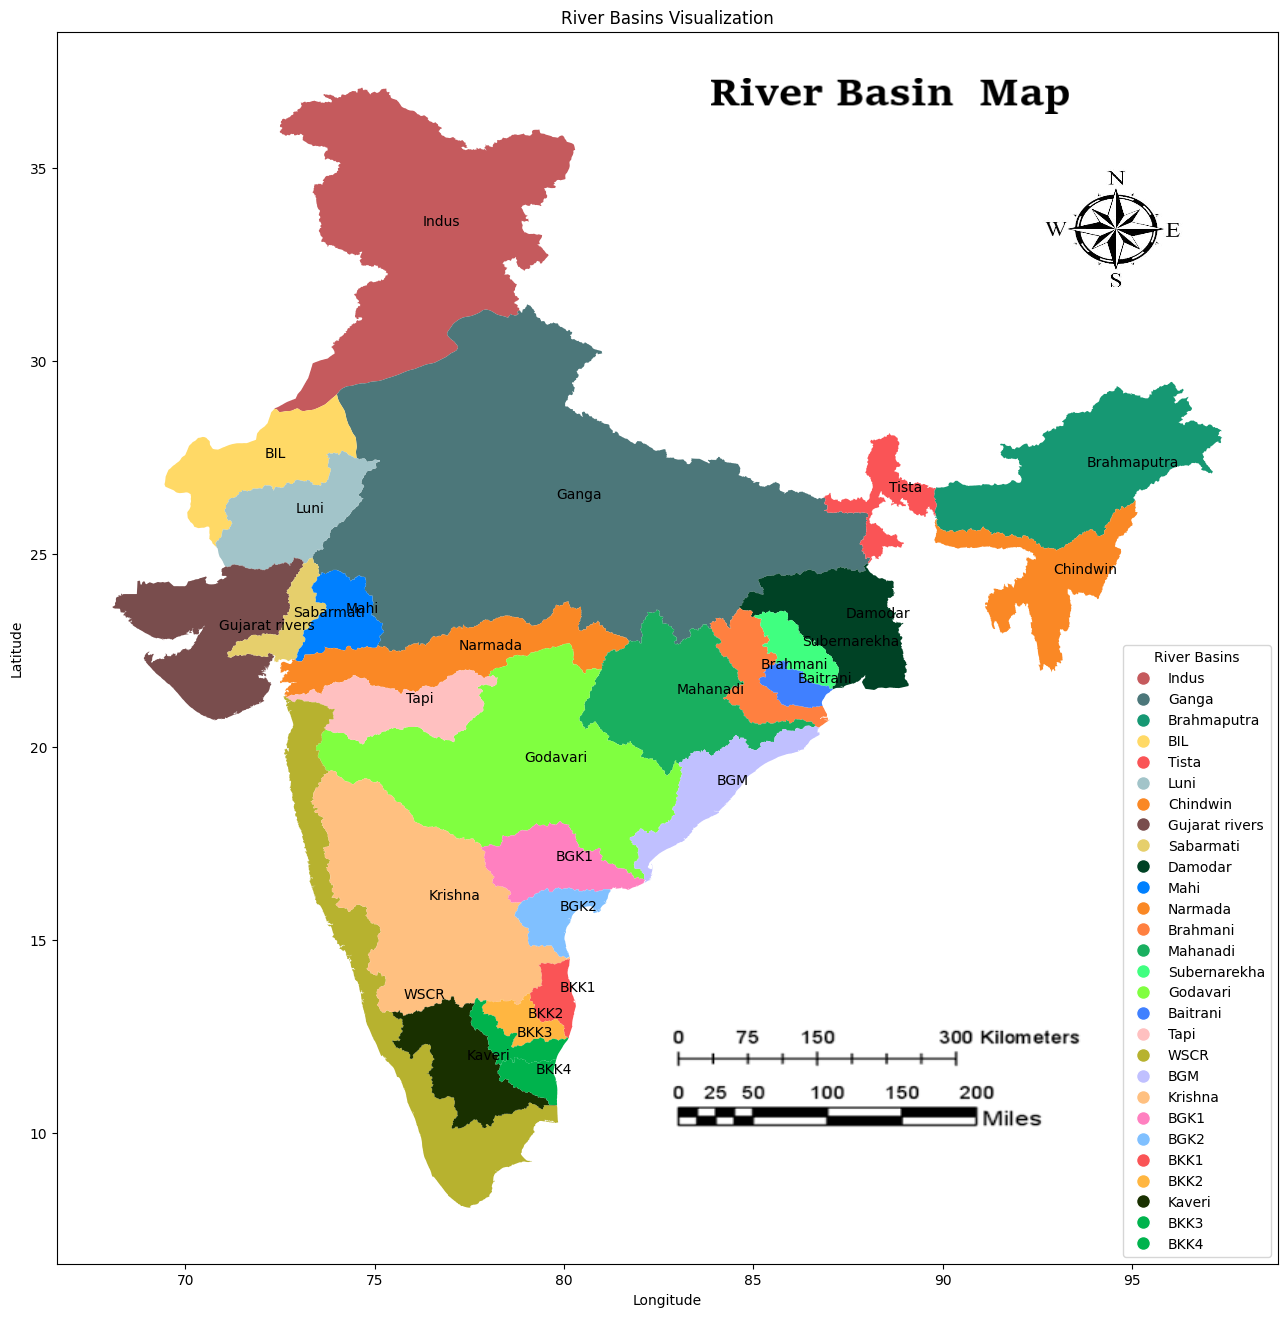 River Basins Visualization
River Basin Map
N
W E
S
35
30
25
20
15
10
Latitude
Indus
BIL
Luni
Ganga
Tista
Brahmaputra
Chindwin
Sabarmati
Mahi
Gujarat rivers
Narmada
Damodar
Subernarekha
Brahmani
Baitrani
Tapi
Mahanadi
Godavari
BGM
BGK1
Krishna
BGK2
BKK1
WSCR
BKK2
BKK3
Kaveri
BKK4
0 75 150 300 Kilometers
0 25 50 100 150 200
Miles
River Basins
Indus
Ganga
Brahmaputra
BIL
Tista
Luni
Chindwin
Gujarat rivers
Sabarmati
Damodar
Mahi
Narmada
Brahmani
Mahanadi
Subernarekha
Godavari
Baitrani
Tapi
WSCR
BGM
Krishna
BGK1
BGK2
BKK1
BKK2
Kaveri
BKK3
BKK4
70 75 80 85 90 95
Longitude